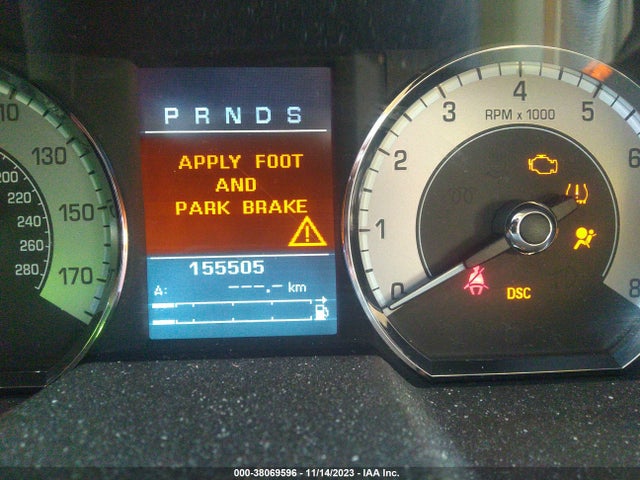 P R N D S
APPLY FOOT
AND
PARK BRAKE
155505
A: ---.- km
110
130
150
170
200
220
240
260
280
0
1
2
3
4
5
6
8
RPM x 1000
DSC
000-38069596 - 11/14/2023 - IAA Inc.